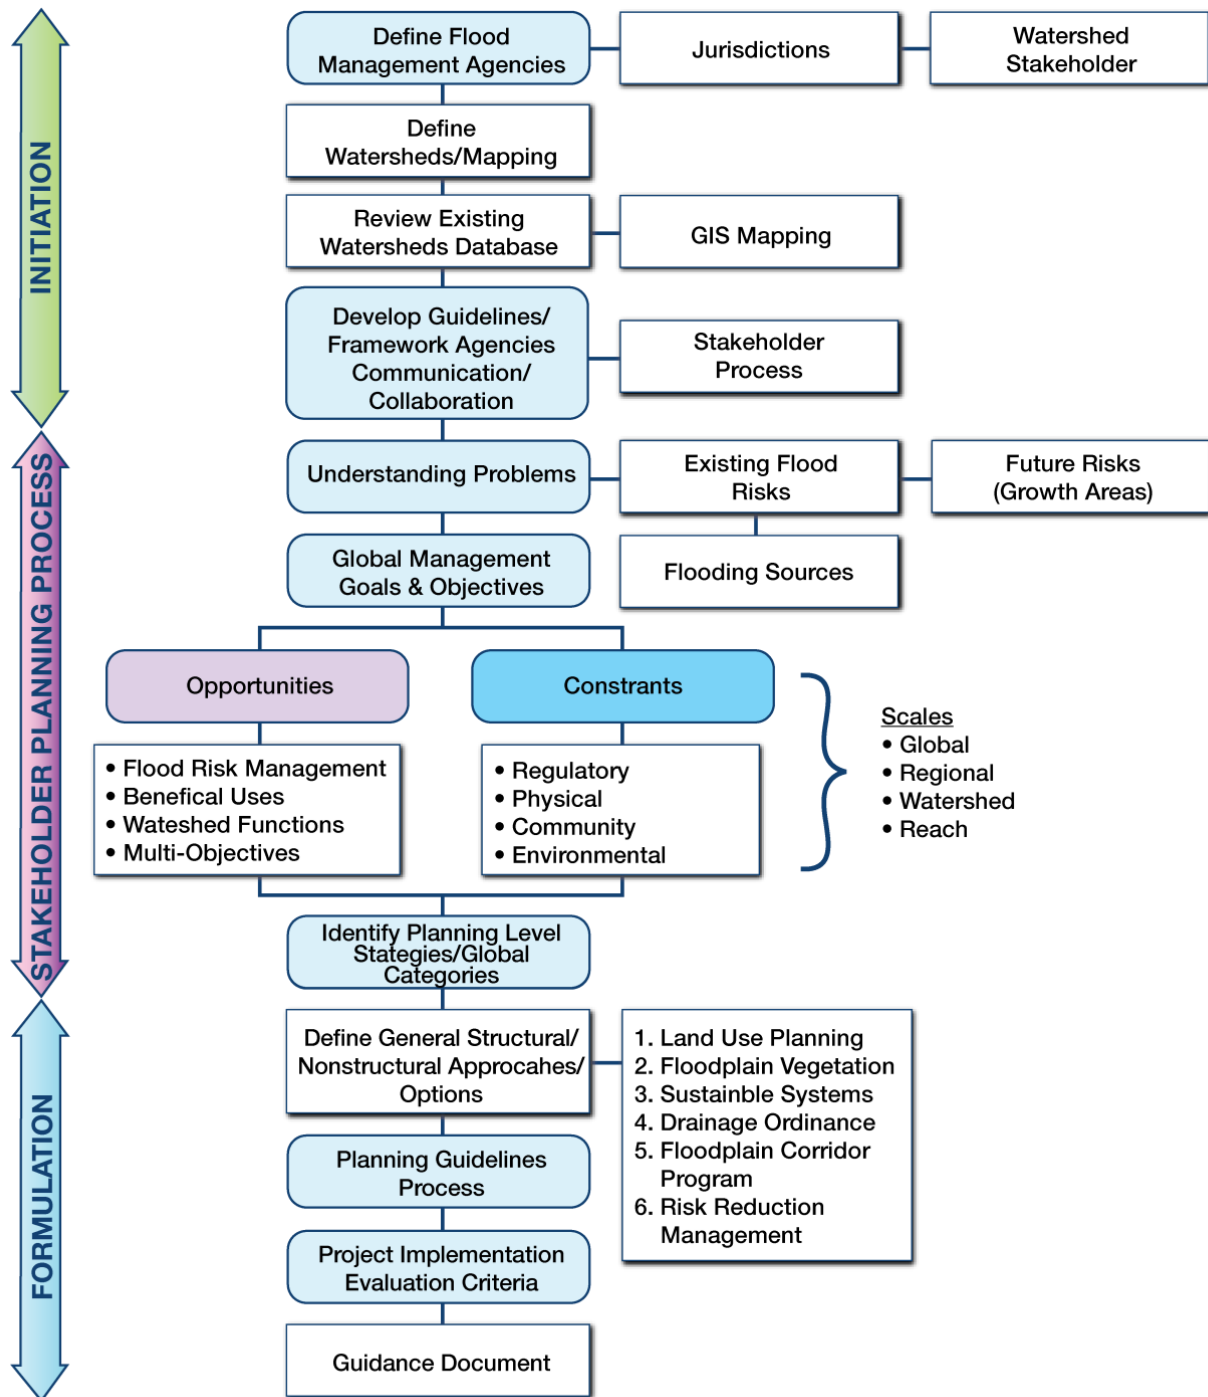 INITIATION
Define Flood
Management Agencies
Jurisdictions
Watershed
Stakeholder
Define
Watersheds/Mapping
Review Existing
Watersheds Database
GIS Mapping
Develop Guidelines/
Framework Agencies
Communication/
Collaboration
Stakeholder
Process
STAKEHOLDER PLANNING PROCESS
Understanding Problems
Existing Flood
Risks
Future Risks
(Growth Areas)
Global Management
Goals & Objectives
Flooding Sources
Opportunities
Constrants
• Flood Risk Management
• Benefical Uses
• Wateshed Functions
• Multi-Objectives
• Regulatory
• Physical
• Community
• Environmental
Scales
• Global
• Regional
• Watershed
• Reach
Identify Planning Level
Stategies/Global
Categories
FORMULATION
Define General Structural/
Nonstructural Approcahes/
Options
1. Land Use Planning
2. Floodplain Vegetation
3. Sustainble Systems
4. Drainage Ordinance
5. Floodplain Corridor
Program
6. Risk Reduction
Management
Planning Guidelines
Process
Project Implementation
Evaluation Criteria
Guidance Document